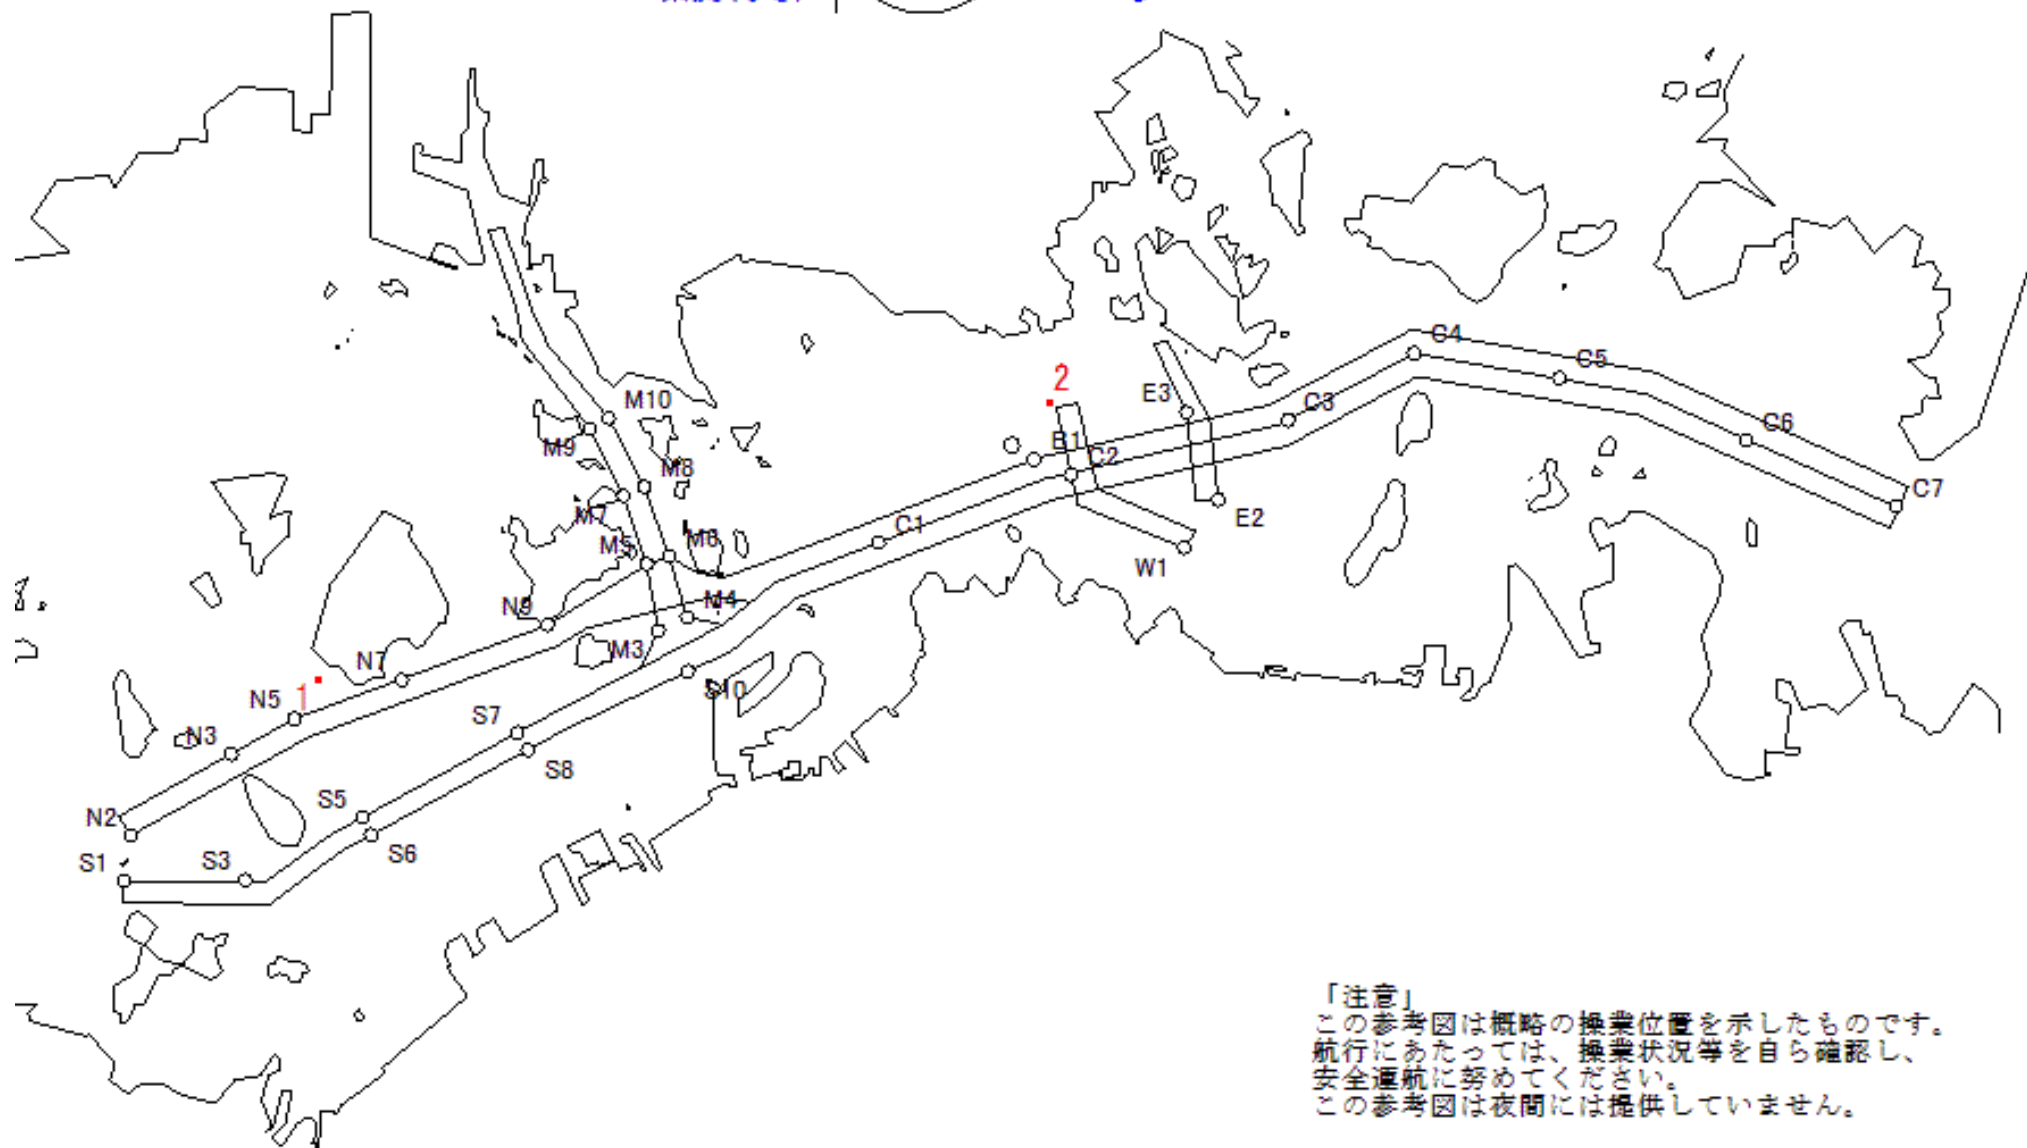 C4
C5
2
E3
M10
C3
C6
B1
M9
C2
M8
C7
M7
E2
C1
M6
M5
W1
M4
N9
M3
N7
N5
1
S10
S7
N3
S8
S5
N2
S6
S1
S3
「注意」
この参考図は概略の操業位置を示したものです。
航行にあたっては、操業状況等を自ら確認し、
安全運航に努めてください。
この参考図は夜間には提供していません。